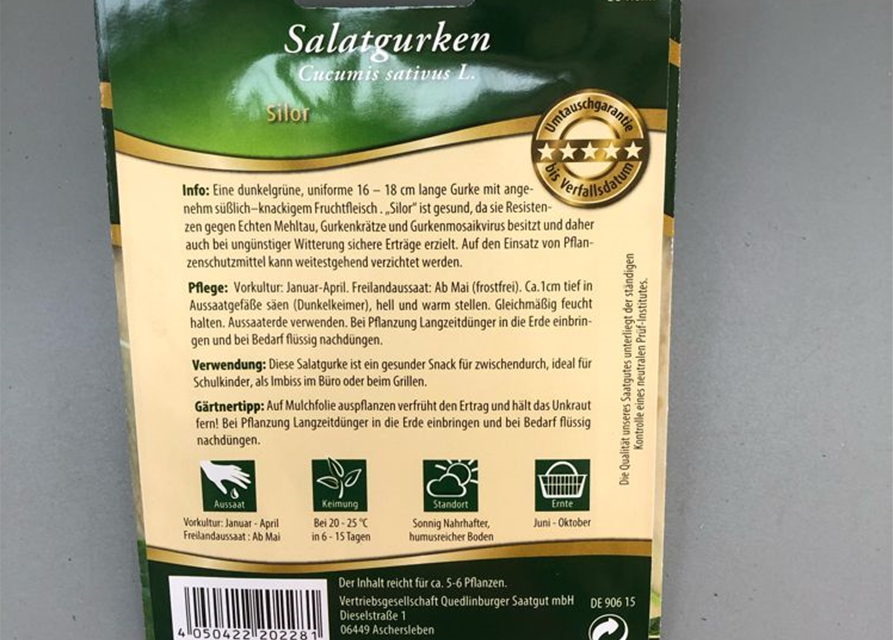 Salatgurken
Cucumis sativus L.
Silor
Umtauschgarantie
bis Verfallsdatum
Info: Eine dunkelgrüne, uniforme 16 – 18 cm lange Gurke mit ange-
nehm süßlich–knackigem Fruchtfleisch . „Silor“ ist gesund, da sie Resisten-
zen gegen Echten Mehltau, Gurkenkrätze und Gurkenmosaikvirus besitzt und daher
auch bei ungünstiger Witterung sichere Erträge erzielt. Auf den Einsatz von Pflan-
zenschutzmittel kann weitestgehend verzichtet werden.
Pflege: Vorkultur: Januar-April. Freilandaussaat: Ab Mai (frostfrei). Ca.1cm tief in
Aussaatgefäße säen (Dunkelkeimer), hell und warm stellen. Gleichmäßig feucht
halten. Aussaaterde verwenden. Bei Pflanzung Langzeitdünger in die Erde einbrin-
gen und bei Bedarf flüssig nachdüngen.
Verwendung: Diese Salatgurke ist ein gesunder Snack für zwischendurch, ideal für
Schulkinder, als Imbiss im Büro oder beim Grillen.
Gärtnertipp: Auf Mulchfolie auspflanzen verfrüht den Ertrag und hält das Unkraut
fern! Bei Pflanzung Langzeitdünger in die Erde einbringen und bei Bedarf flüssig
nachdüngen.
Die Qualität unseres Saatgutes unterliegt der ständigen
Kontrolle eines neutralen Prüf-Institutes.
Aussaat
Vorkultur: Januar - April
Freilandaussaat : Ab Mai
Keimung
Bei 20 - 25 °C
in 6 - 15 Tagen
Standort
Sonnig Nahrhafter,
humusreicher Boden
Ernte
Juni - Oktober
Der Inhalt reicht für ca. 5-6 Pflanzen.
Vertriebsgesellschaft Quedlinburger Saatgut mbH
Dieselstraße 1
06449 Aschersleben
DE 906 15
4 050422 202281